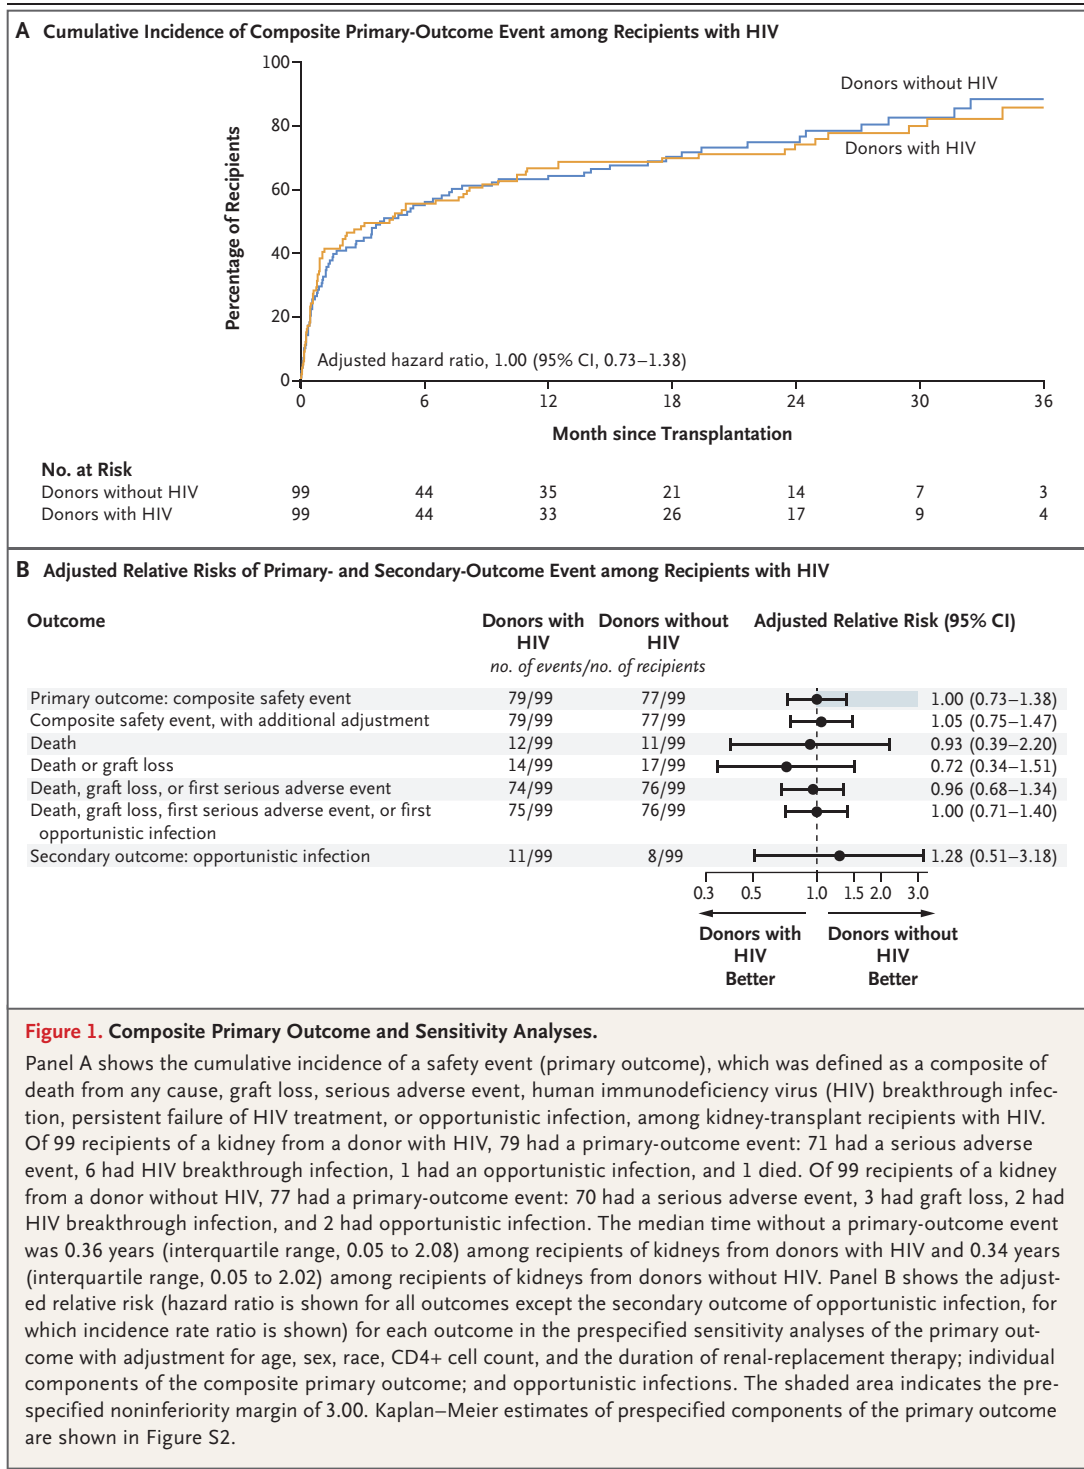 A Cumulative Incidence of Composite Primary-Outcome Event among Recipients with HIV
Percentage of Recipients
100
80
60
40
20
0
Donors without HIV
Donors with HIV
Adjusted hazard ratio, 1.00 (95% CI, 0.73–1.38)
0 6 12 18 24 30 36
Month since Transplantation
No. at Risk
Donors without HIV 99 44 35 21 14 7 3
Donors with HIV 99 44 33 26 17 9 4
B Adjusted Relative Risks of Primary- and Secondary-Outcome Event among Recipients with HIV
Outcome Donors with Donors without Adjusted Relative Risk (95% CI)
HIV HIV
no. of events/no. of recipients
Primary outcome: composite safety event 79/99 77/99 1.00 (0.73–1.38)
Composite safety event, with additional adjustment 79/99 77/99 1.05 (0.75–1.47)
Death 12/99 11/99 0.93 (0.39–2.20)
Death or graft loss 14/99 17/99 0.72 (0.34–1.51)
Death, graft loss, or first serious adverse event 74/99 76/99 0.96 (0.68–1.34)
Death, graft loss, first serious adverse event, or first 75/99 76/99 1.00 (0.71–1.40)
opportunistic infection
Secondary outcome: opportunistic infection 11/99 8/99 1.28 (0.51–3.18)
0.3 0.5 1.0 1.5 2.0 3.0
Donors with Donors without
HIV HIV
Better Better
Figure 1. Composite Primary Outcome and Sensitivity Analyses.
Panel A shows the cumulative incidence of a safety event (primary outcome), which was defined as a composite of
death from any cause, graft loss, serious adverse event, human immunodeficiency virus (HIV) breakthrough infec-
tion, persistent failure of HIV treatment, or opportunistic infection, among kidney-transplant recipients with HIV.
Of 99 recipients of a kidney from a donor with HIV, 79 had a primary-outcome event: 71 had a serious adverse
event, 6 had HIV breakthrough infection, 1 had an opportunistic infection, and 1 died. Of 99 recipients of a kidney
from a donor without HIV, 77 had a primary-outcome event: 70 had a serious adverse event, 3 had graft loss, 2 had
HIV breakthrough infection, and 2 had opportunistic infection. The median time without a primary-outcome event
was 0.36 years (interquartile range, 0.05 to 2.08) among recipients of kidneys from donors with HIV and 0.34 years
(interquartile range, 0.05 to 2.02) among recipients of kidneys from donors without HIV. Panel B shows the adjust-
ed relative risk (hazard ratio is shown for all outcomes except the secondary outcome of opportunistic infection, for
which incidence rate ratio is shown) for each outcome in the prespecified sensitivity analyses of the primary out-
come with adjustment for age, sex, race, CD4+ cell count, and the duration of renal-replacement therapy; individual
components of the composite primary outcome; and opportunistic infections. The shaded area indicates the pre-
specified noninferiority margin of 3.00. Kaplan–Meier estimates of prespecified components of the primary outcome
are shown in Figure S2.